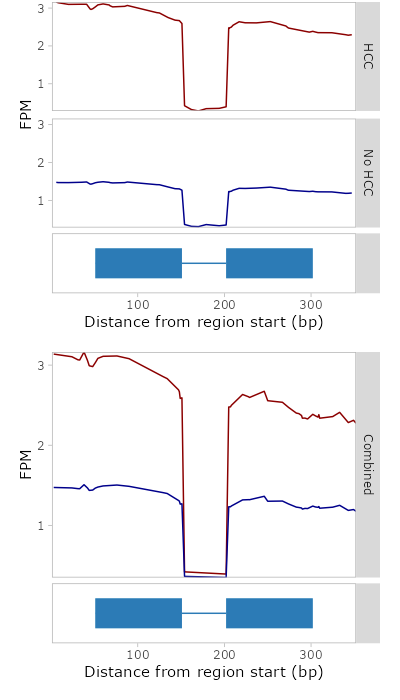 3
2
1
FPM
HCC
3
2
1
No HCC
100 200 300
Distance from region start (bp)
3
2
1
FPM
Combined
100 200 300
Distance from region start (bp)